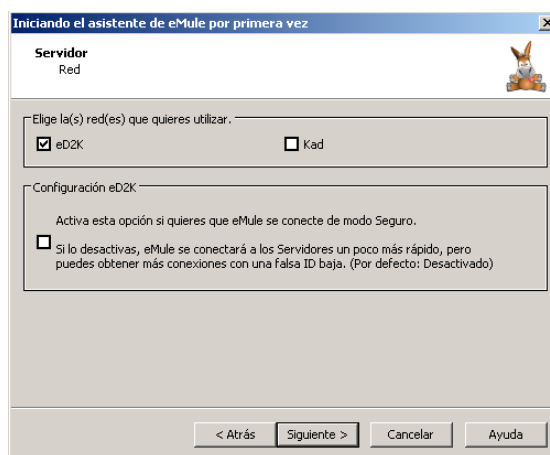 Iniciando el asistente de eMule por primera vez
Servidor
Red
Elige la(s) red(es) que quieres utilizar.
eD2K
Kad
Configuración eD2K
Activa esta opción si quieres que eMule se conecte de modo Seguro.
Si lo desactivas, eMule se conectará a los Servidores un poco más rápido, pero
puedes obtener más conexiones con una falsa ID baja. (Por defecto: Desactivado)
< Atrás
Siguiente >
Cancelar
Ayuda